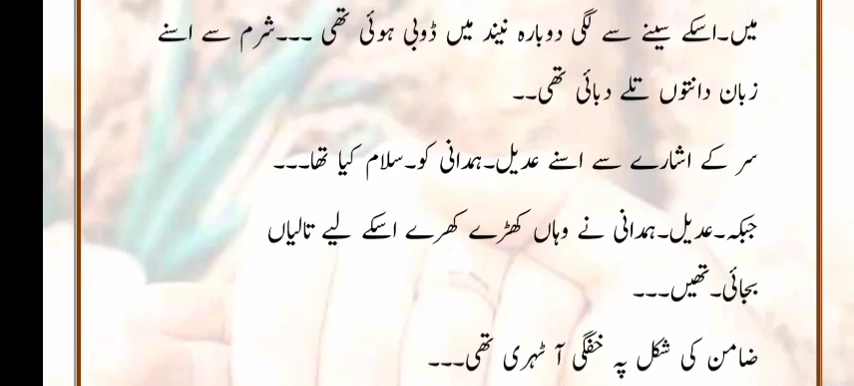 میں۔اسکے سینے سے لگی دوبارہ نیند میں ڈوبی ہوئی تھی ۔۔۔شرم سے اسنے
زبان دانتوں تلے دبائی تھی۔۔
سر کے اشارے سے اسنے عدیل۔ہمدانی کو۔سلام کیا تھا۔۔۔
جبکہ۔عدیل۔ہمدانی نے وہاں کھڑے کھرے اسکے لیے تالیاں
بجائی۔تھیں۔۔۔
ضامن کی شکل پہ خفگی آ ٹہری تھی۔۔۔